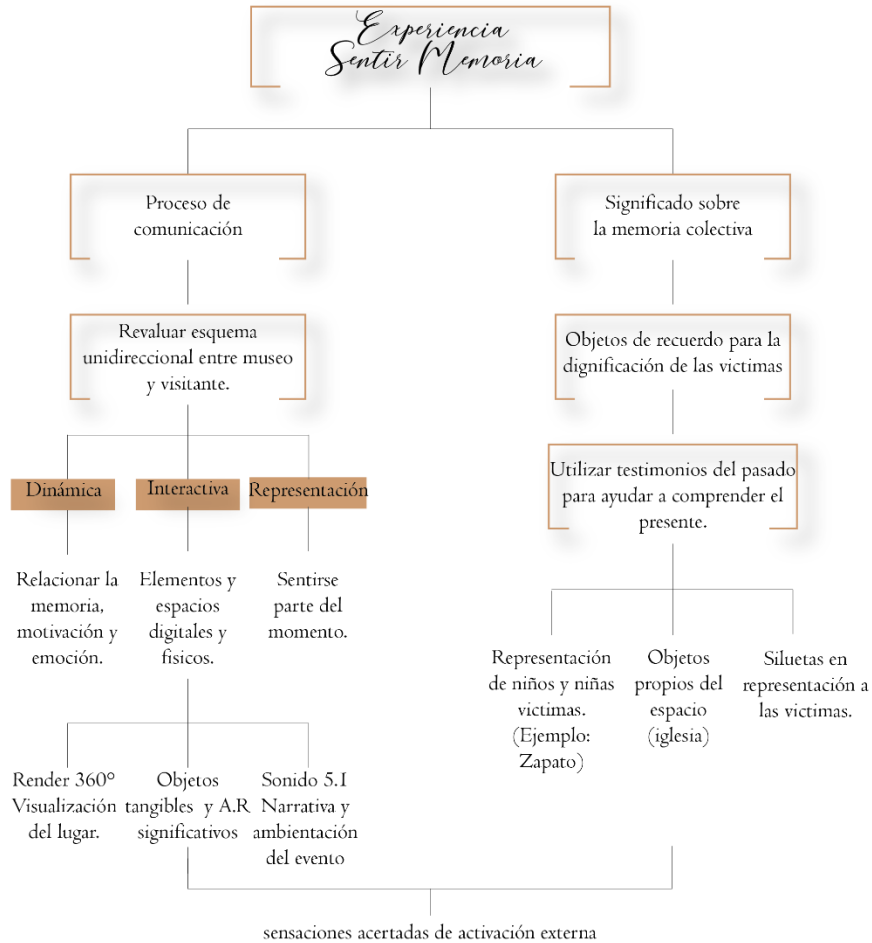 Experiencia
Sentir Memoria
Proceso de
comunicación
Significado sobre
la memoria colectiva
Revaluar esquema
unidireccional entre museo
y visitante.
Objetos de recuerdo para la
dignificación de las victimas
Utilizar testimonios del pasado
para ayudar a comprender el
presente.
Dinámica
Interactiva
Representación
Relacionar la
memoria,
motivación y
emoción.
Elementos y
espacios
digitales y
fisicos.
Sentirse
parte del
momento.
Representación
de niños y niñas
victimas.
(Ejemplo:
Zapato)
Objetos
propios del
espacio
(iglesia)
Siluetas en
representación a
las victimas.
Render 360°
Visualización
del lugar.
Objetos
tangibles y A.R
significativos
Sonido 5.1
Narrativa y
ambientación
del evento
sensaciones acertadas de activación externa